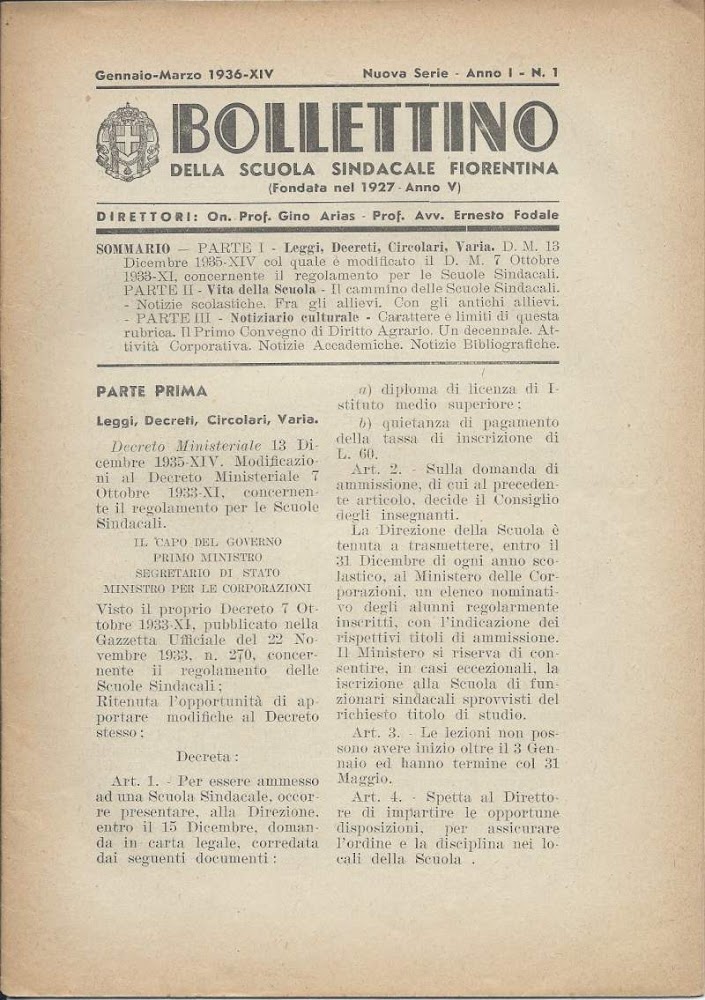 Gennaio-Marzo 1936-XIV Nuova Serie - Anno I - N. 1
BOLLETTINO
DELLA SCUOLA SINDACALE FIORENTINA
(Fondata nel 1927 - Anno V)
DIRETTORI: On. Prof. Gino Arias - Prof. Avv. Ernesto Fodale
SOMMARIO — PARTE I - Leggi, Decreti, Circolari, Varia. D. M. 13
Dicembre 1935-XIV col quale è modificato il D. M. 7 Ottobre
1933-XI, concernente il regolamento per le Scuole Sindacali.
PARTE II - Vita della Scuola - Il cammino delle Scuole Sindacali.
- Notizie scolastiche. Fra gli allievi. Con gli antichi allievi.
- PARTE III - Notiziario culturale - Carattere e limiti di questa
rubrica. Il Primo Convegno di Diritto Agrario. Un decennale. At-
tività Corporativa. Notizie Accademiche. Notizie Bibliografiche.
PARTE PRIMA
Leggi, Decreti, Circolari, Varia.
Decreto Ministeriale 13 Di-
cembre 1935-XIV. Modificazio-
ni al Decreto Ministeriale 7
Ottobre 1933-XI, concernen-
te il regolamento per le Scuole
Sindacali.
IL CAPO DEL GOVERNO
PRIMO MINISTRO
SEGRETARIO DI STATO
MINISTRO PER LE CORPORAZIONI
Visto il proprio Decreto 7 Ot-
tobre 1933-XI, pubblicato nella
Gazzetta Ufficiale del 22 No-
vembre 1933, n. 270, concer-
nente il regolamento delle
Scuole Sindacali;
Ritenuta l'opportunità di ap-
portare modifiche al Decreto
stesso;
Decreta:
Art. 1. - Per essere ammesso
ad una Scuola Sindacale, occor-
re presentare, alla Direzione,
entro il 15 Dicembre, doman-
da in carta legale, corredata
dai seguenti documenti:
a) diploma di licenza di I-
stituto medio superiore;
b) quietanza di pagamento
della tassa di inscrizione di
L. 60.
Art. 2. - Sulla domanda di
ammissione, di cui al preceden-
te articolo, decide il Consiglio
degli insegnanti.
La Direzione della Scuola è
tenuta a trasmettere, entro il
31 Dicembre di ogni anno sco-
lastico, al Ministero delle Cor-
porazioni, un elenco nominati-
vo degli alunni regolarmente
inscritti, con l'indicazione dei
rispettivi titoli di ammissione.
Il Ministero si riserva di con-
sentire, in casi eccezionali, la
iscrizione alla Scuola di fun-
zionari sindacali sprovvisti del
richiesto titolo di studio.
Art. 3. - Le lezioni non pos-
sono avere inizio oltre il 3 Gen-
naio ed hanno termine col 31
Maggio.
Art. 4. - Spetta al Diretto-
re di impartire le opportune
disposizioni, per assicurare
l'ordine e la disciplina nei lo-
cali della Scuola .